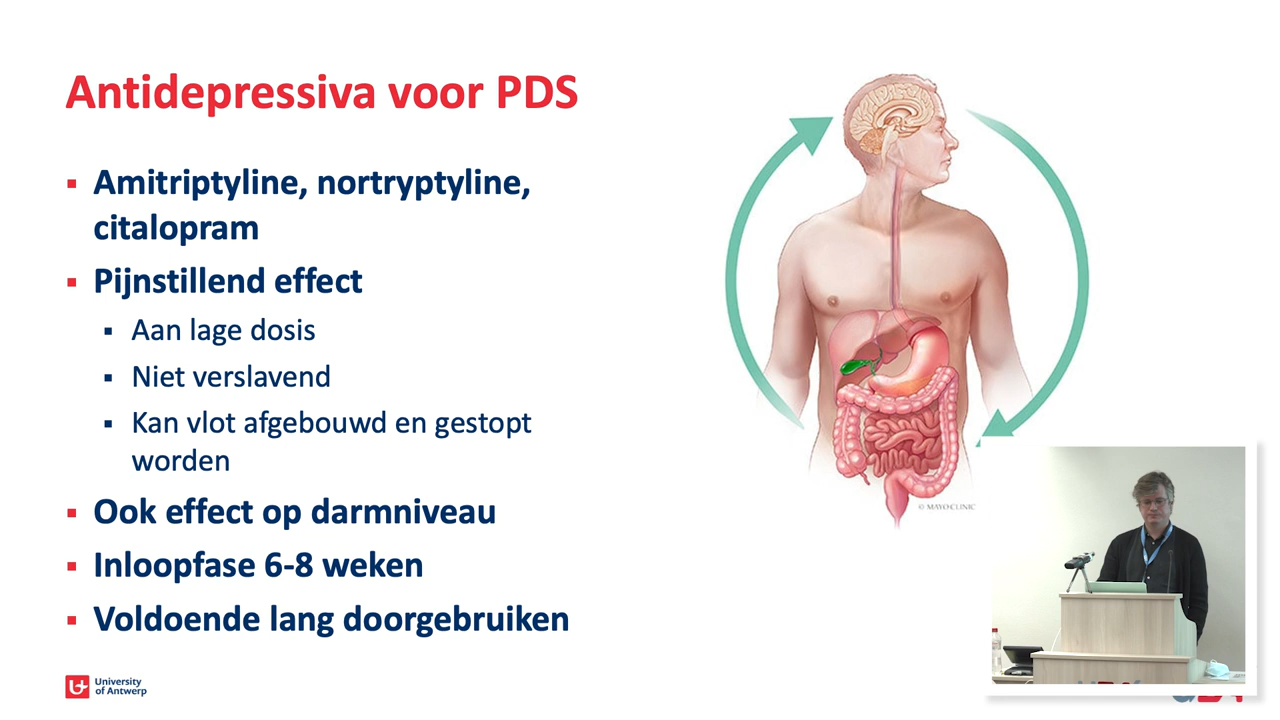 Antidepressiva voor PDS
▪ Amitriptyline, nortryptyline,
citalopram
▪ Pijnstillend effect
▪ Aan lage dosis
▪ Niet verslavend
▪ Kan vlot afgebouwd en gestopt
worden
▪ Ook effect op darmniveau
▪ Inloopfase 6-8 weken
▪ Voldoende lang doorgebruiken
© MAYO CLINIC
University
of Antwerp